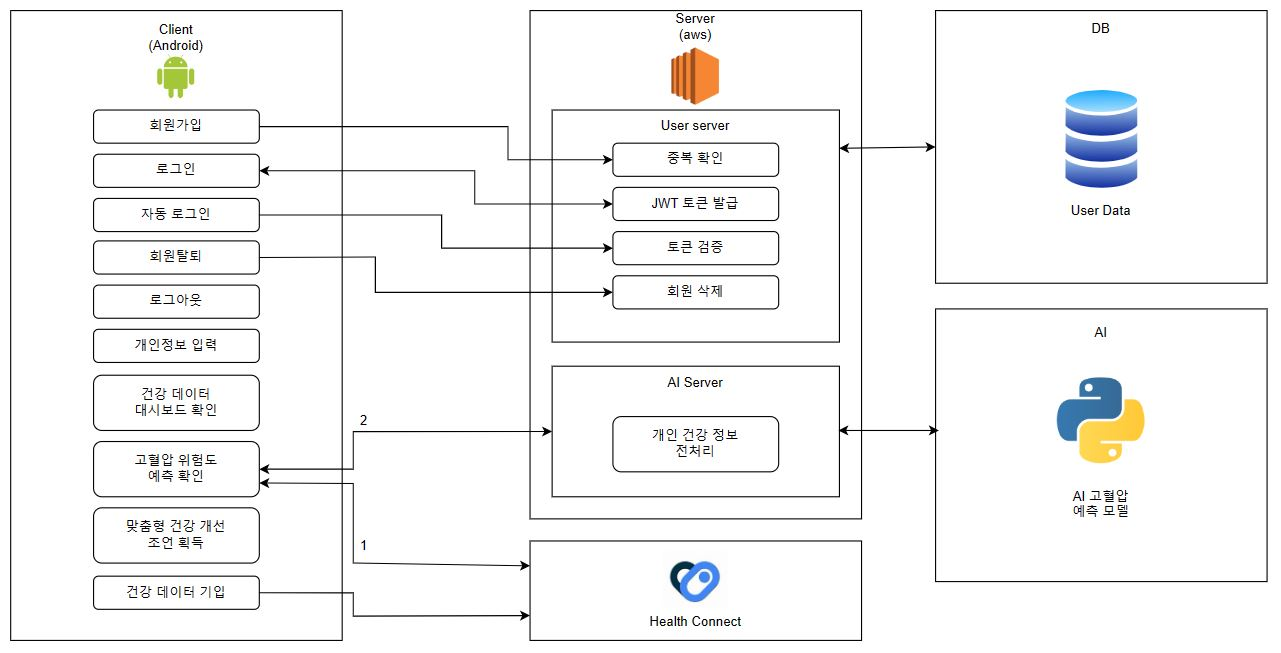 Client
(Android)
회원가입
로그인
자동 로그인
회원탈퇴
로그아웃
개인정보 입력
건강 데이터
대시보드 확인
고혈압 위험도
예측 확인
맞춤형 건강 개선
조언 획득
건강 데이터 기입
2
1
Server
(aws)
User server
중복 확인
JWT 토큰 발급
토큰 검증
회원 삭제
AI Server
개인 건강 정보
전처리
Health Connect
DB
User Data
AI
AI 고혈압
예측 모델